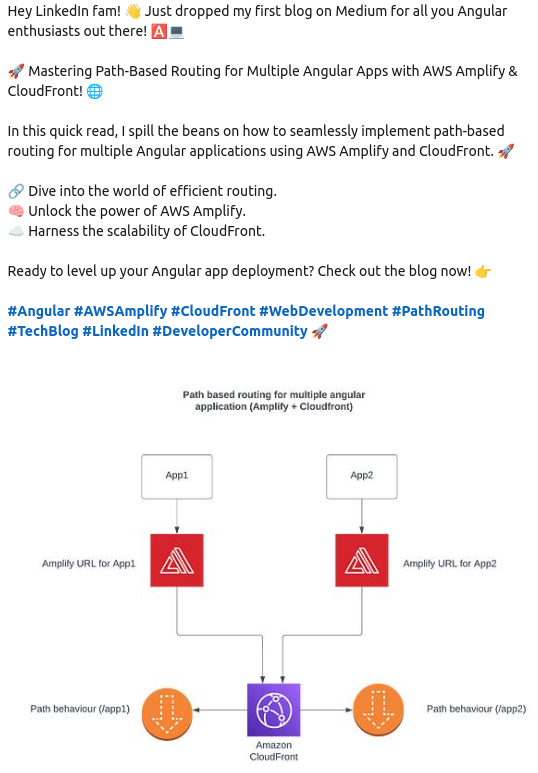 Hey LinkedIn fam! 👋 Just dropped my first blog on Medium for all you Angular
enthusiasts out there! 🅰️💻
🚀 Mastering Path-Based Routing for Multiple Angular Apps with AWS Amplify &
CloudFront! 🌐
In this quick read, I spill the beans on how to seamlessly implement path-based
routing for multiple Angular applications using AWS Amplify and CloudFront. 🚀
🔗 Dive into the world of efficient routing.
🧠 Unlock the power of AWS Amplify.
☁️ Harness the scalability of CloudFront.
Ready to level up your Angular app deployment? Check out the blog now! 👉
#Angular #AWSAmplify #CloudFront #WebDevelopment #PathRouting
#TechBlog #LinkedIn #DeveloperCommunity 🚀
Path based routing for multiple angular
application (Amplify + Cloudfront)
App1
App2
Amplify URL for App1
Amplify URL for App2
Path behaviour (/app1)
Path behaviour (/app2)
Amazon
CloudFront